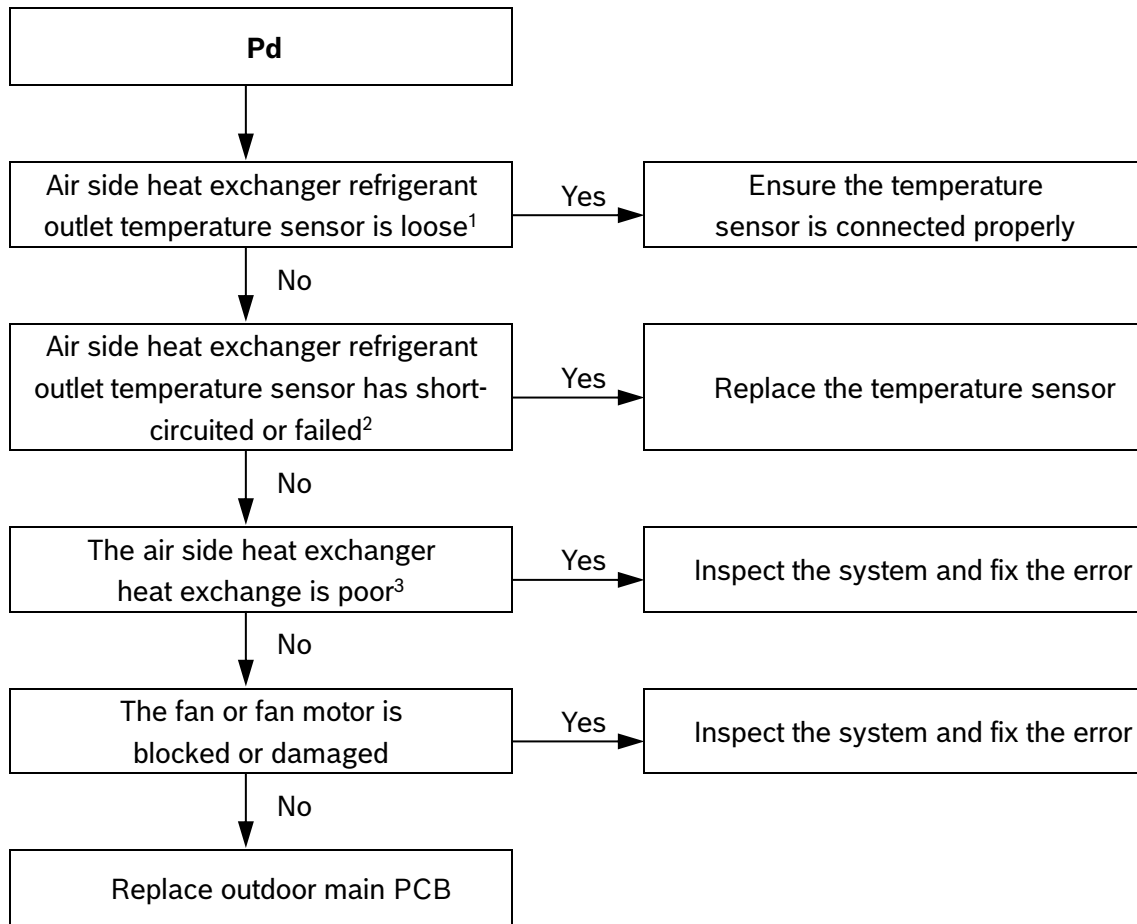 Pd
Air side heat exchanger refrigerant
outlet temperature sensor is loose¹
Yes
Ensure the temperature
sensor is connected properly
No
Air side heat exchanger refrigerant
outlet temperature sensor has short-
circuited or failed²
Yes
Replace the temperature sensor
No
The air side heat exchanger
heat exchange is poor³
Yes
Inspect the system and fix the error
No
The fan or fan motor is
blocked or damaged
Yes
Inspect the system and fix the error
No
Replace outdoor main PCB